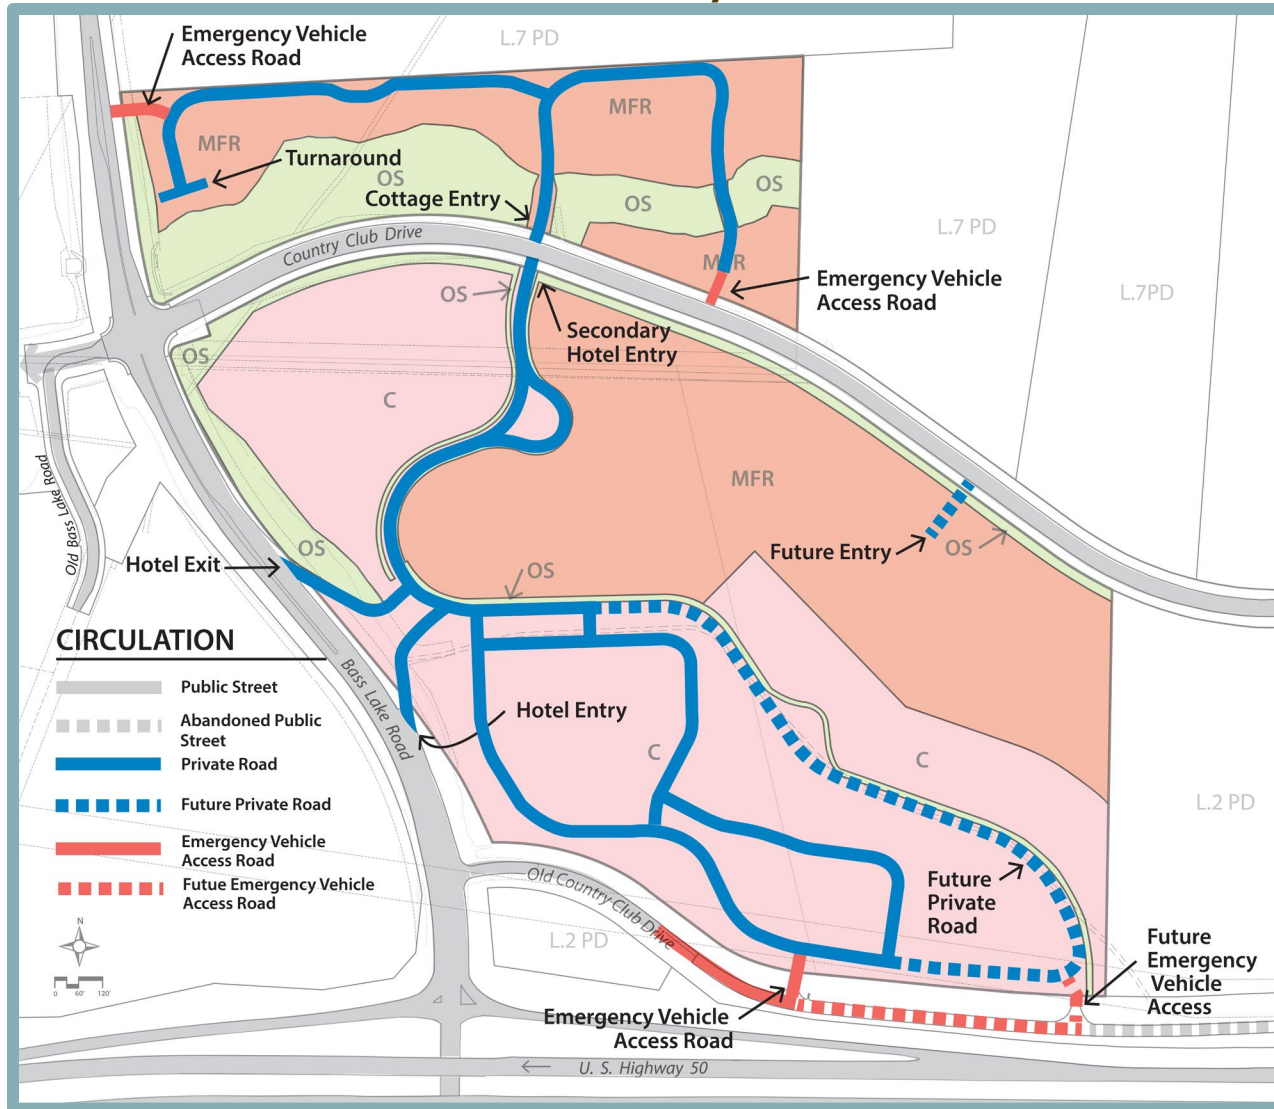 Emergency Vehicle
Access Road
L.7 PD
MFR
MFR
Turnaround
OS
Cottage Entry
OS
OS
L.7 PD
Country Club Drive
MFR
Emergency Vehicle
Access Road
L.7PD
OS
Secondary
Hotel Entry
OS
C
MFR
Old Bass Lake Road
OS
Future Entry
OS
Hotel Exit
OS
CIRCULATION
Public Street
Abandoned Public
Street
Private Road
Future Private Road
Emergency Vehicle
Access Road
Futue Emergency Vehicle
Access Road
N
0 60' 120'
Bass Lake Road
Hotel Entry
C
C
L.2 PD
Old Country Club Drive
L.2 PD
Future
Private
Road
Future
Emergency
Vehicle
Access
Emergency Vehicle
Access Road
U. S. Highway 50